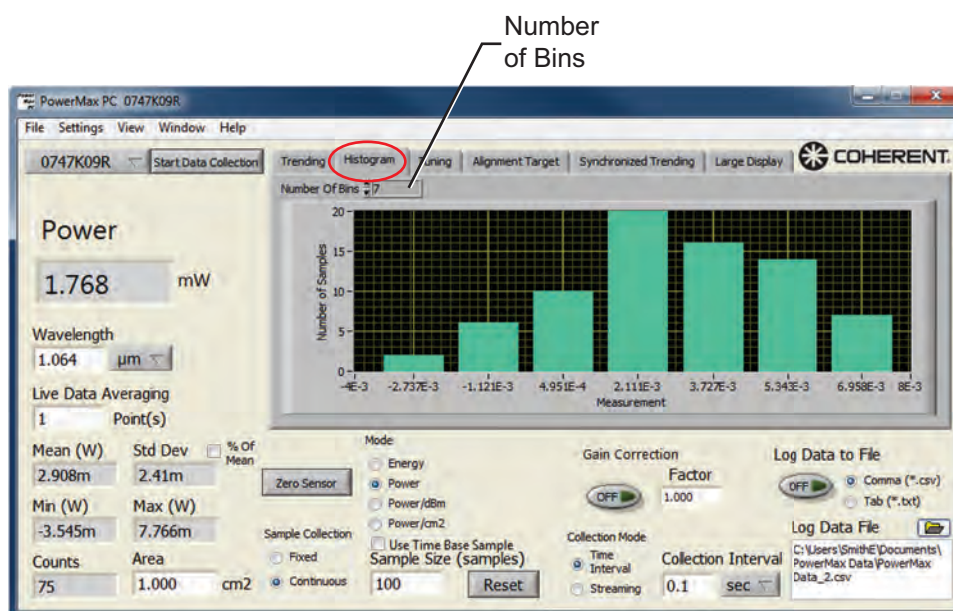 Number
of Bins
PowerMax PC 0747K09R
File Settings View Window Help
0747K09R Start Data Collection
Trending Histogram Tuning Alignment Target Synchronized Trending Large Display COHERENT.
Number Of Bins 7
Power
1.768 mW
Wavelength
1.064 µm
Live Data Averaging
1 Point(s)
Mean (W) Std Dev % Of Mean
2.908m 2.41m
Min (W) Max (W)
-3.545m 7.766m
Counts Area
75 1.000 cm2
Number of Samples
20
15
10
5
0
-4E-3 -2.737E-3 -1.121E-3 4.951E-4 2.111E-3 3.727E-3 5.343E-3 6.958E-3 8E-3
Measurement
Zero Sensor
Sample Collection
Fixed
Continuous
Mode
Energy
Power
Power/dBm
Power/cm2
Use Time Base Sample
Sample Size (samples)
100 Reset
Gain Correction
OFF
Factor
1.000
Collection Mode
Time
Interval
Streaming
Collection Interval
0.1 sec
Log Data to File
OFF
Comma (*.csv)
Tab (*.txt)
Log Data File
C:\Users\SmithE\Documents\
PowerMax Data\PowerMax
Data_2.csv